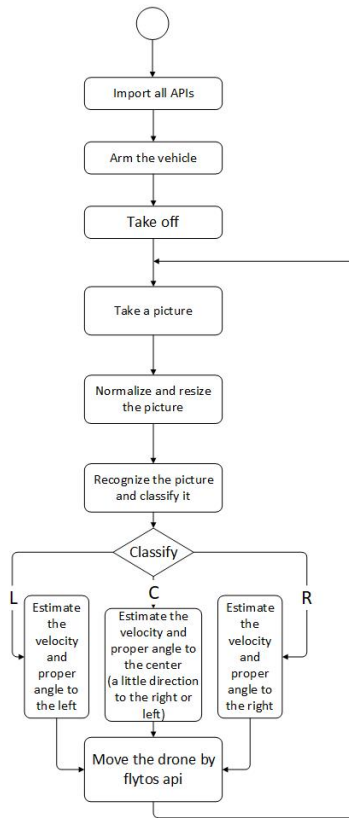 Import all APIs
Arm the vehicle
Take off
Take a picture
Normalize and resize
the picture
Recognize the picture
and classify it
Classify
L
C
R
Estimate
the
velocity
and
proper
angle to
the left
Estimate the
velocity and
proper angle to
the center
(a little direction
to the right or
left)
Estimate
the
velocity
and
proper
angle to
the right
Move the drone by
flytos api